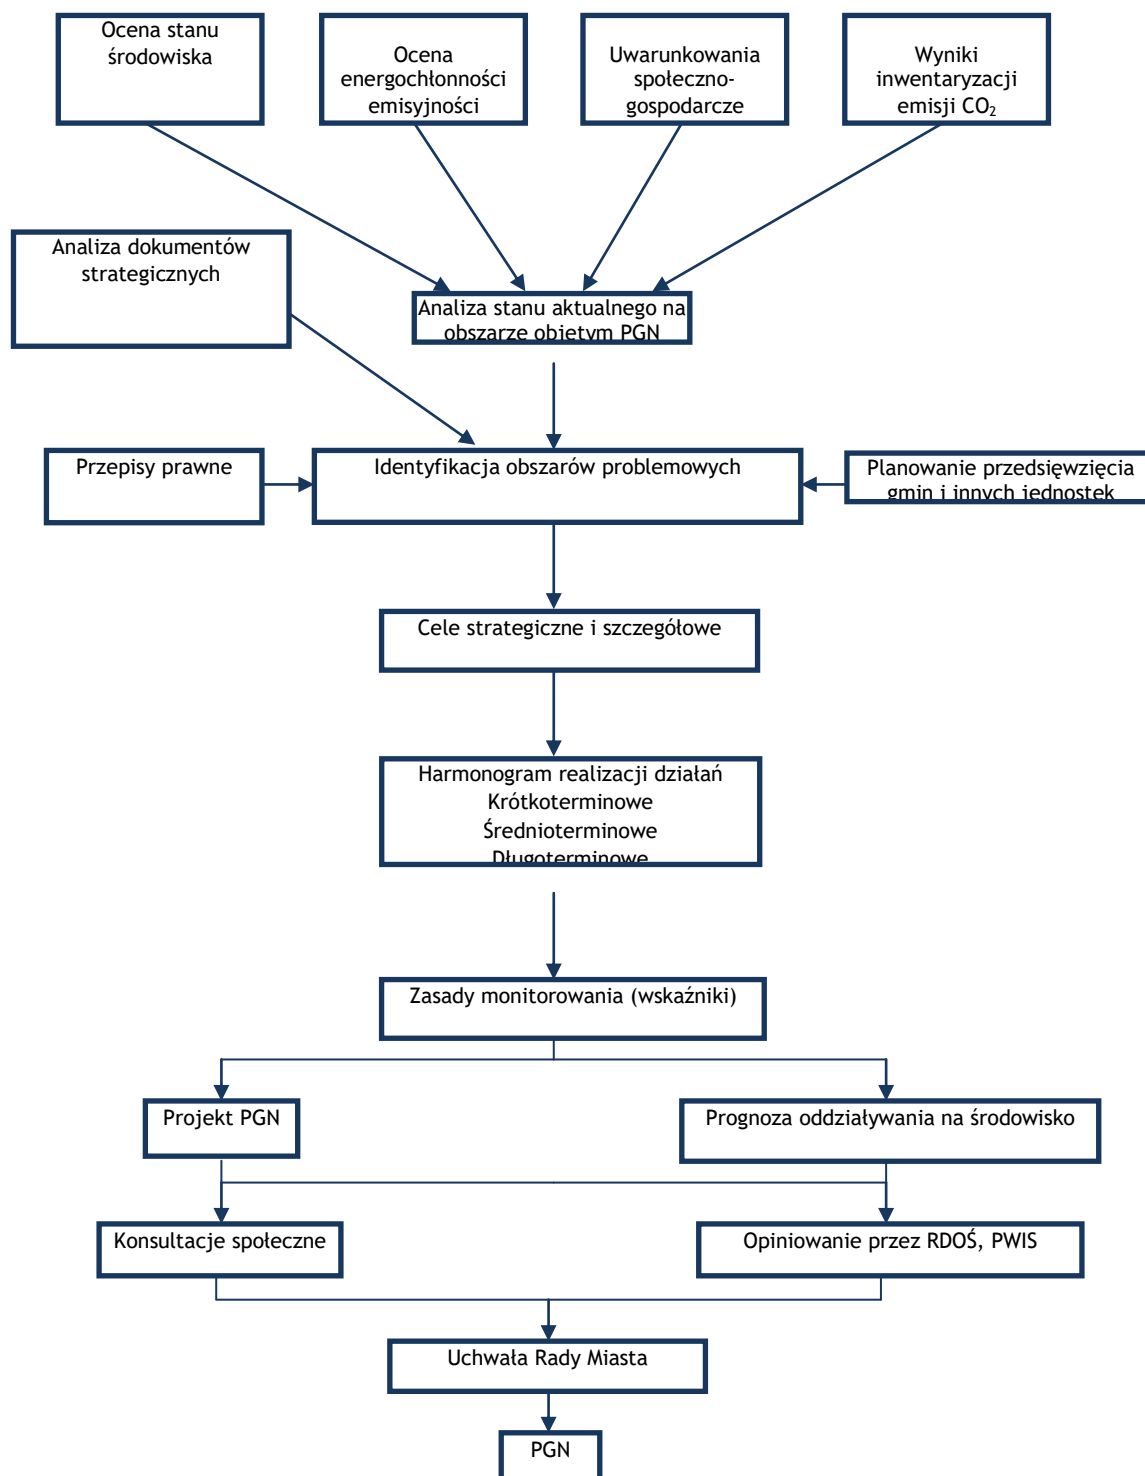 Ocena stanu
środowiska
Ocena
energochłonności
emisyjności
Uwarunkowania
społeczno-
gospodarcze
Wyniki
inwentaryzacji
emisji CO₂
Analiza dokumentów
strategicznych
Analiza stanu aktualnego na
obszarze objętym PGN
Przepisy prawne
Identyfikacja obszarów problemowych
Planowanie przedsięwzięcia
gmin i innych jednostek
Cele strategiczne i szczegółowe
Harmonogram realizacji działań
Krótkoterminowe
Średnioterminowe
Długoterminowe
Zasady monitorowania (wskaźniki)
Projekt PGN
Prognoza oddziaływania na środowisko
Konsultacje społeczne
Opiniowanie przez RDOŚ, PWIS
Uchwała Rady Miasta
PGN